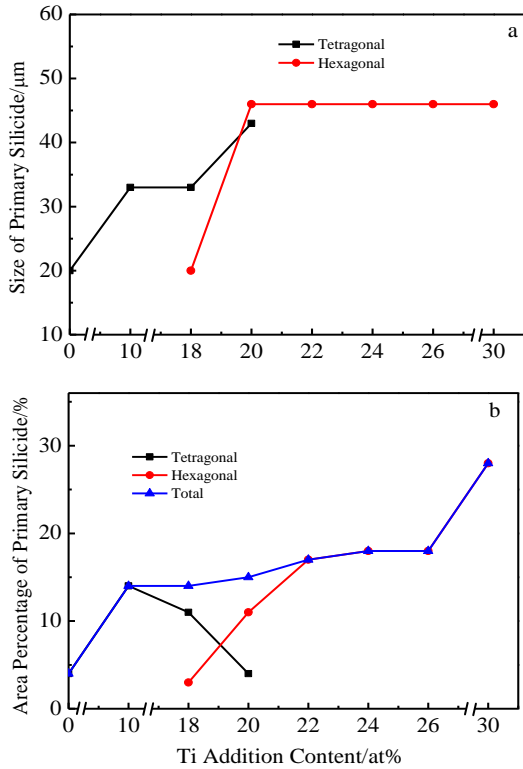 a
Tetragonal
Hexagonal
Size of Primary Silicide/μm
60
50
40
30
20
10
0 10 18 20 22 24 26 30
b
Tetragonal
Hexagonal
Total
Area Percentage of Primary Silicide/%
30
20
10
0
0 10 18 20 22 24 26 30
Ti Addition Content/at%